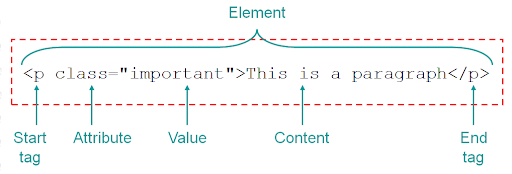 Element
<p class="important">This is a paragraph</p>
Start tag
Attribute
Value
Content
End tag